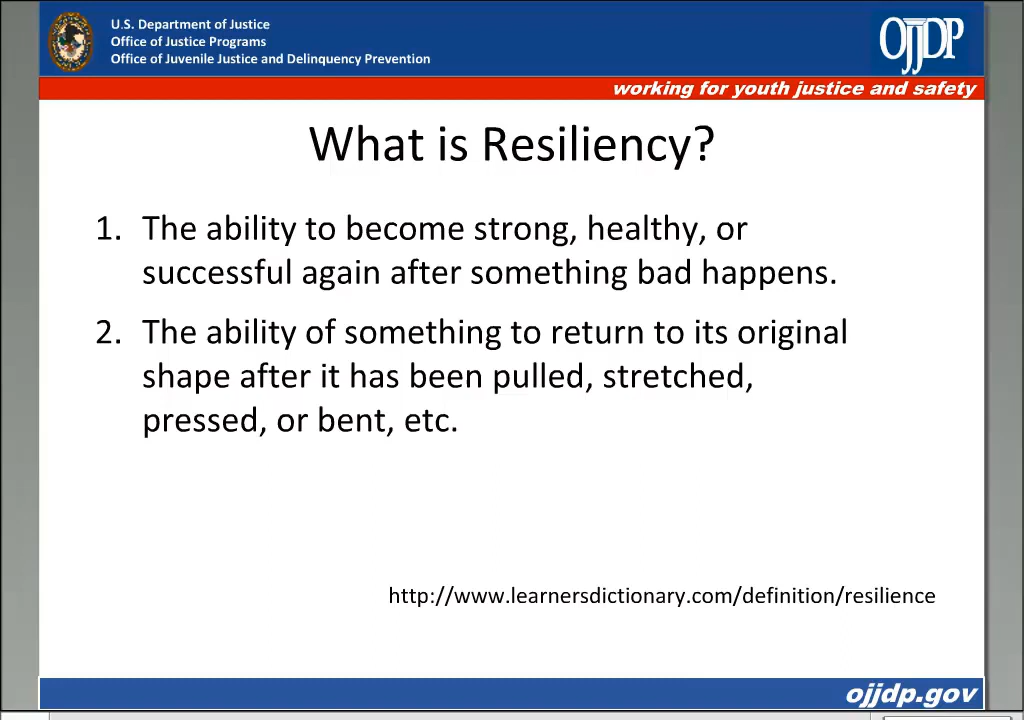 U.S. Department of Justice
Office of Justice Programs
Office of Juvenile Justice and Delinquency Prevention
OJJDP
working for youth justice and safety
What is Resiliency?
1. The ability to become strong, healthy, or
successful again after something bad happens.
2. The ability of something to return to its original
shape after it has been pulled, stretched,
pressed, or bent, etc.
http://www.learnersdictionary.com/definition/resilience
ojjdp.gov